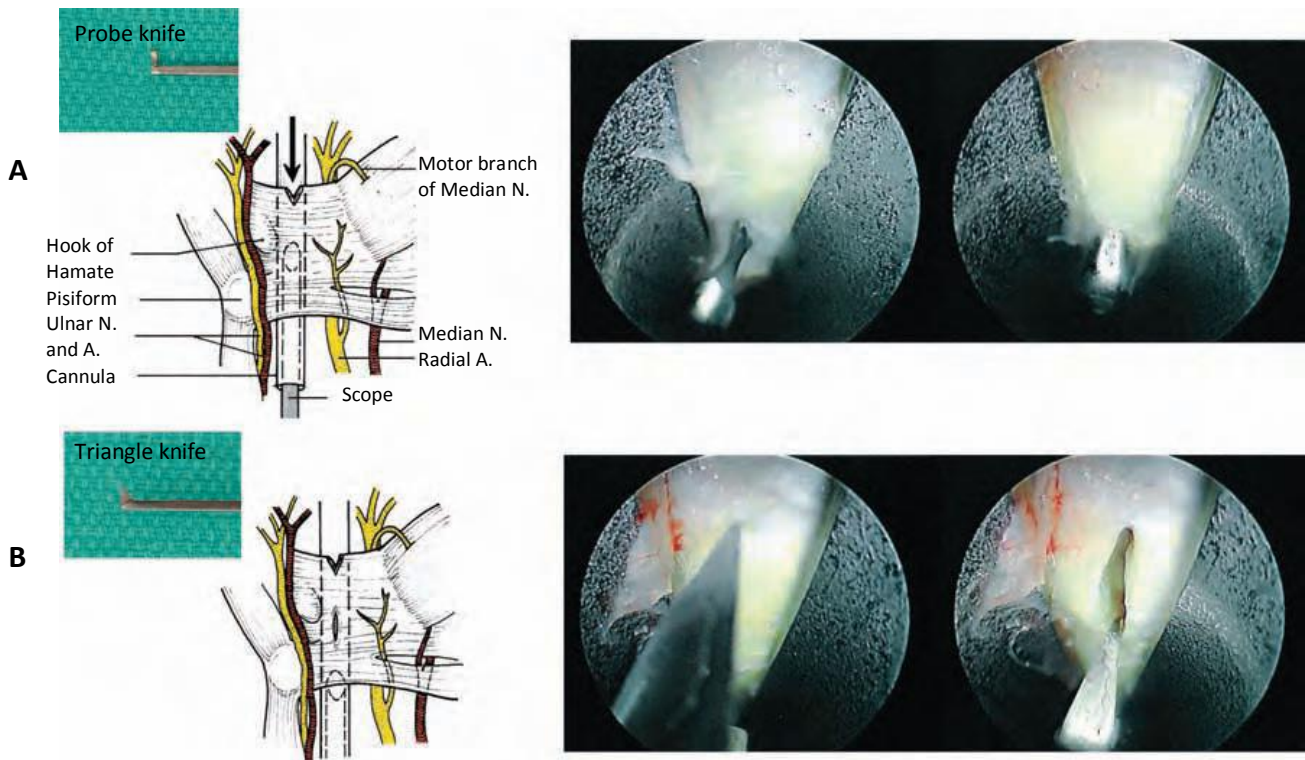 Probe knife
A
Motor branch
of Median N.
Hook of
Hamate
Pisiform
Ulnar N.
and A.
Cannula
Median N.
Radial A.
Scope
Triangle knife
B